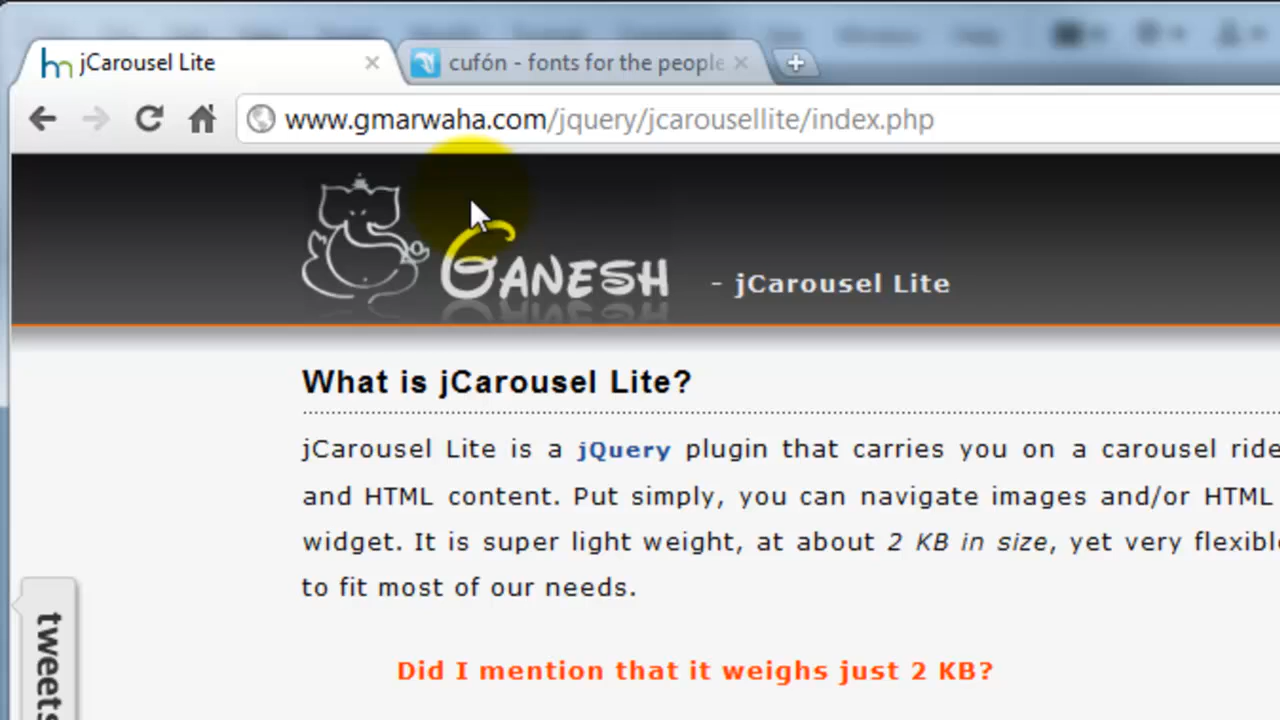 jCarousel Lite
cufón - fonts for the people
www.gmarwaha.com/jquery/jcarousellite/index.php
GANESH - jCarousel Lite
What is jCarousel Lite?
jCarousel Lite is a jQuery plugin that carries you on a carousel ride
and HTML content. Put simply, you can navigate images and/or HTML
widget. It is super light weight, at about 2 KB in size, yet very flexible
to fit most of our needs.
tweets
Did I mention that it weighs just 2 KB?